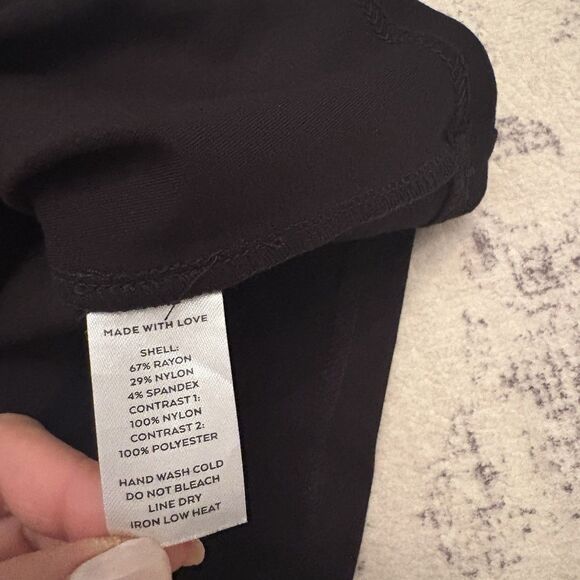 MADE WITH LOVE
SHELL:
67% RAYON
29% NYLON
4% SPANDEX
CONTRAST 1:
100% NYLON
CONTRAST 2:
100% POLYESTER
HAND WASH COLD
DO NOT BLEACH
LINE DRY
IRON LOW HEAT